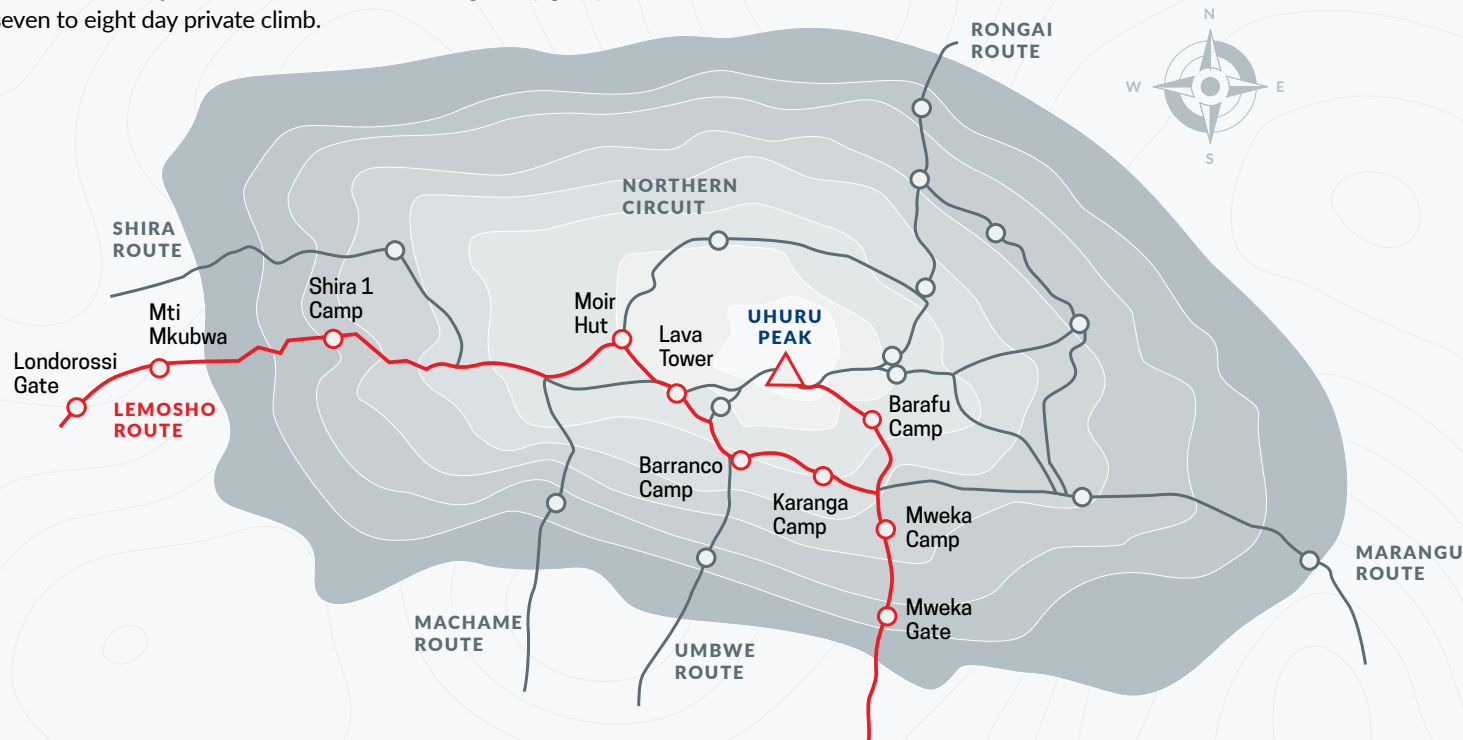 seven to eight day private climb.
N
W
E
S
RONGAI
ROUTE
NORTHERN
CIRCUIT
SHIRA
ROUTE
Shira 1
Camp
Mti
Mkubwa
Moir
Hut
Lava
Tower
UHURU
PEAK
Londorossi
Gate
LEMOSHO
ROUTE
Barafu
Camp
Barranco
Camp
Karanga
Camp
Mweka
Camp
MARANGU
ROUTE
Mweka
Gate
MACHAME
ROUTE
UMBWE
ROUTE